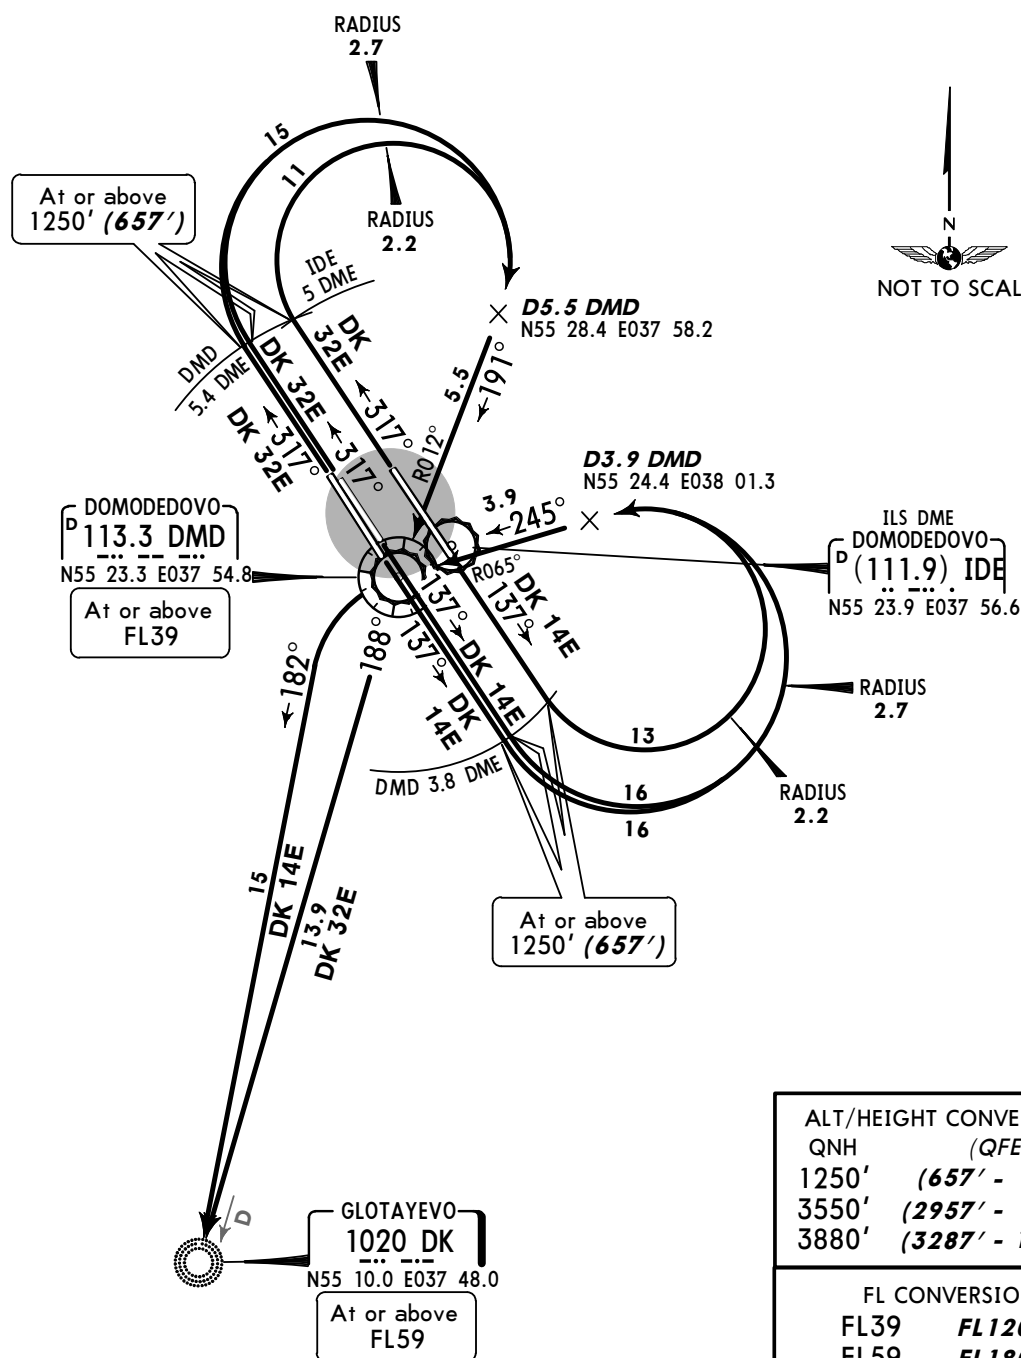 RADIUS
2.7
15
11
At or above
1250' (657')
RADIUS
2.2
IDE
5 DME
N
NOT TO SCAL
D5.5 DMD
N55 28.4 E037 58.2
DMD
5.4 DME
DK 32E
DK 32E
DK 32E
←317°
←317°
←317°
5.5
←191°
R012°
D3.9 DMD
N55 24.4 E038 01.3
3.9
←245°
R065°
DOMODEDOVO
D 113.3 DMD
N55 23.3 E037 54.8
At or above
FL39
ILS DME
DOMODEDOVO
D (111.9) IDE
N55 23.9 E037 56.6
137°→
DK 14E
137°→
DK 14E
137°→
DK 14E
←182°
188°
RADIUS
2.7
13
16
16
DMD 3.8 DME
RADIUS
2.2
15
DK 14E
13.9
DK 32E
At or above
1250' (657')
D
GLOTAYEVO
1020 DK
N55 10.0 E037 48.0
At or above
FL59
ALT/HEIGHT CONVE
QNH (QFE
1250' (657' -
3550' (2957' -
3880' (3287' - 1
FL CONVERSIO
FL39 FL120
FL59 FL180